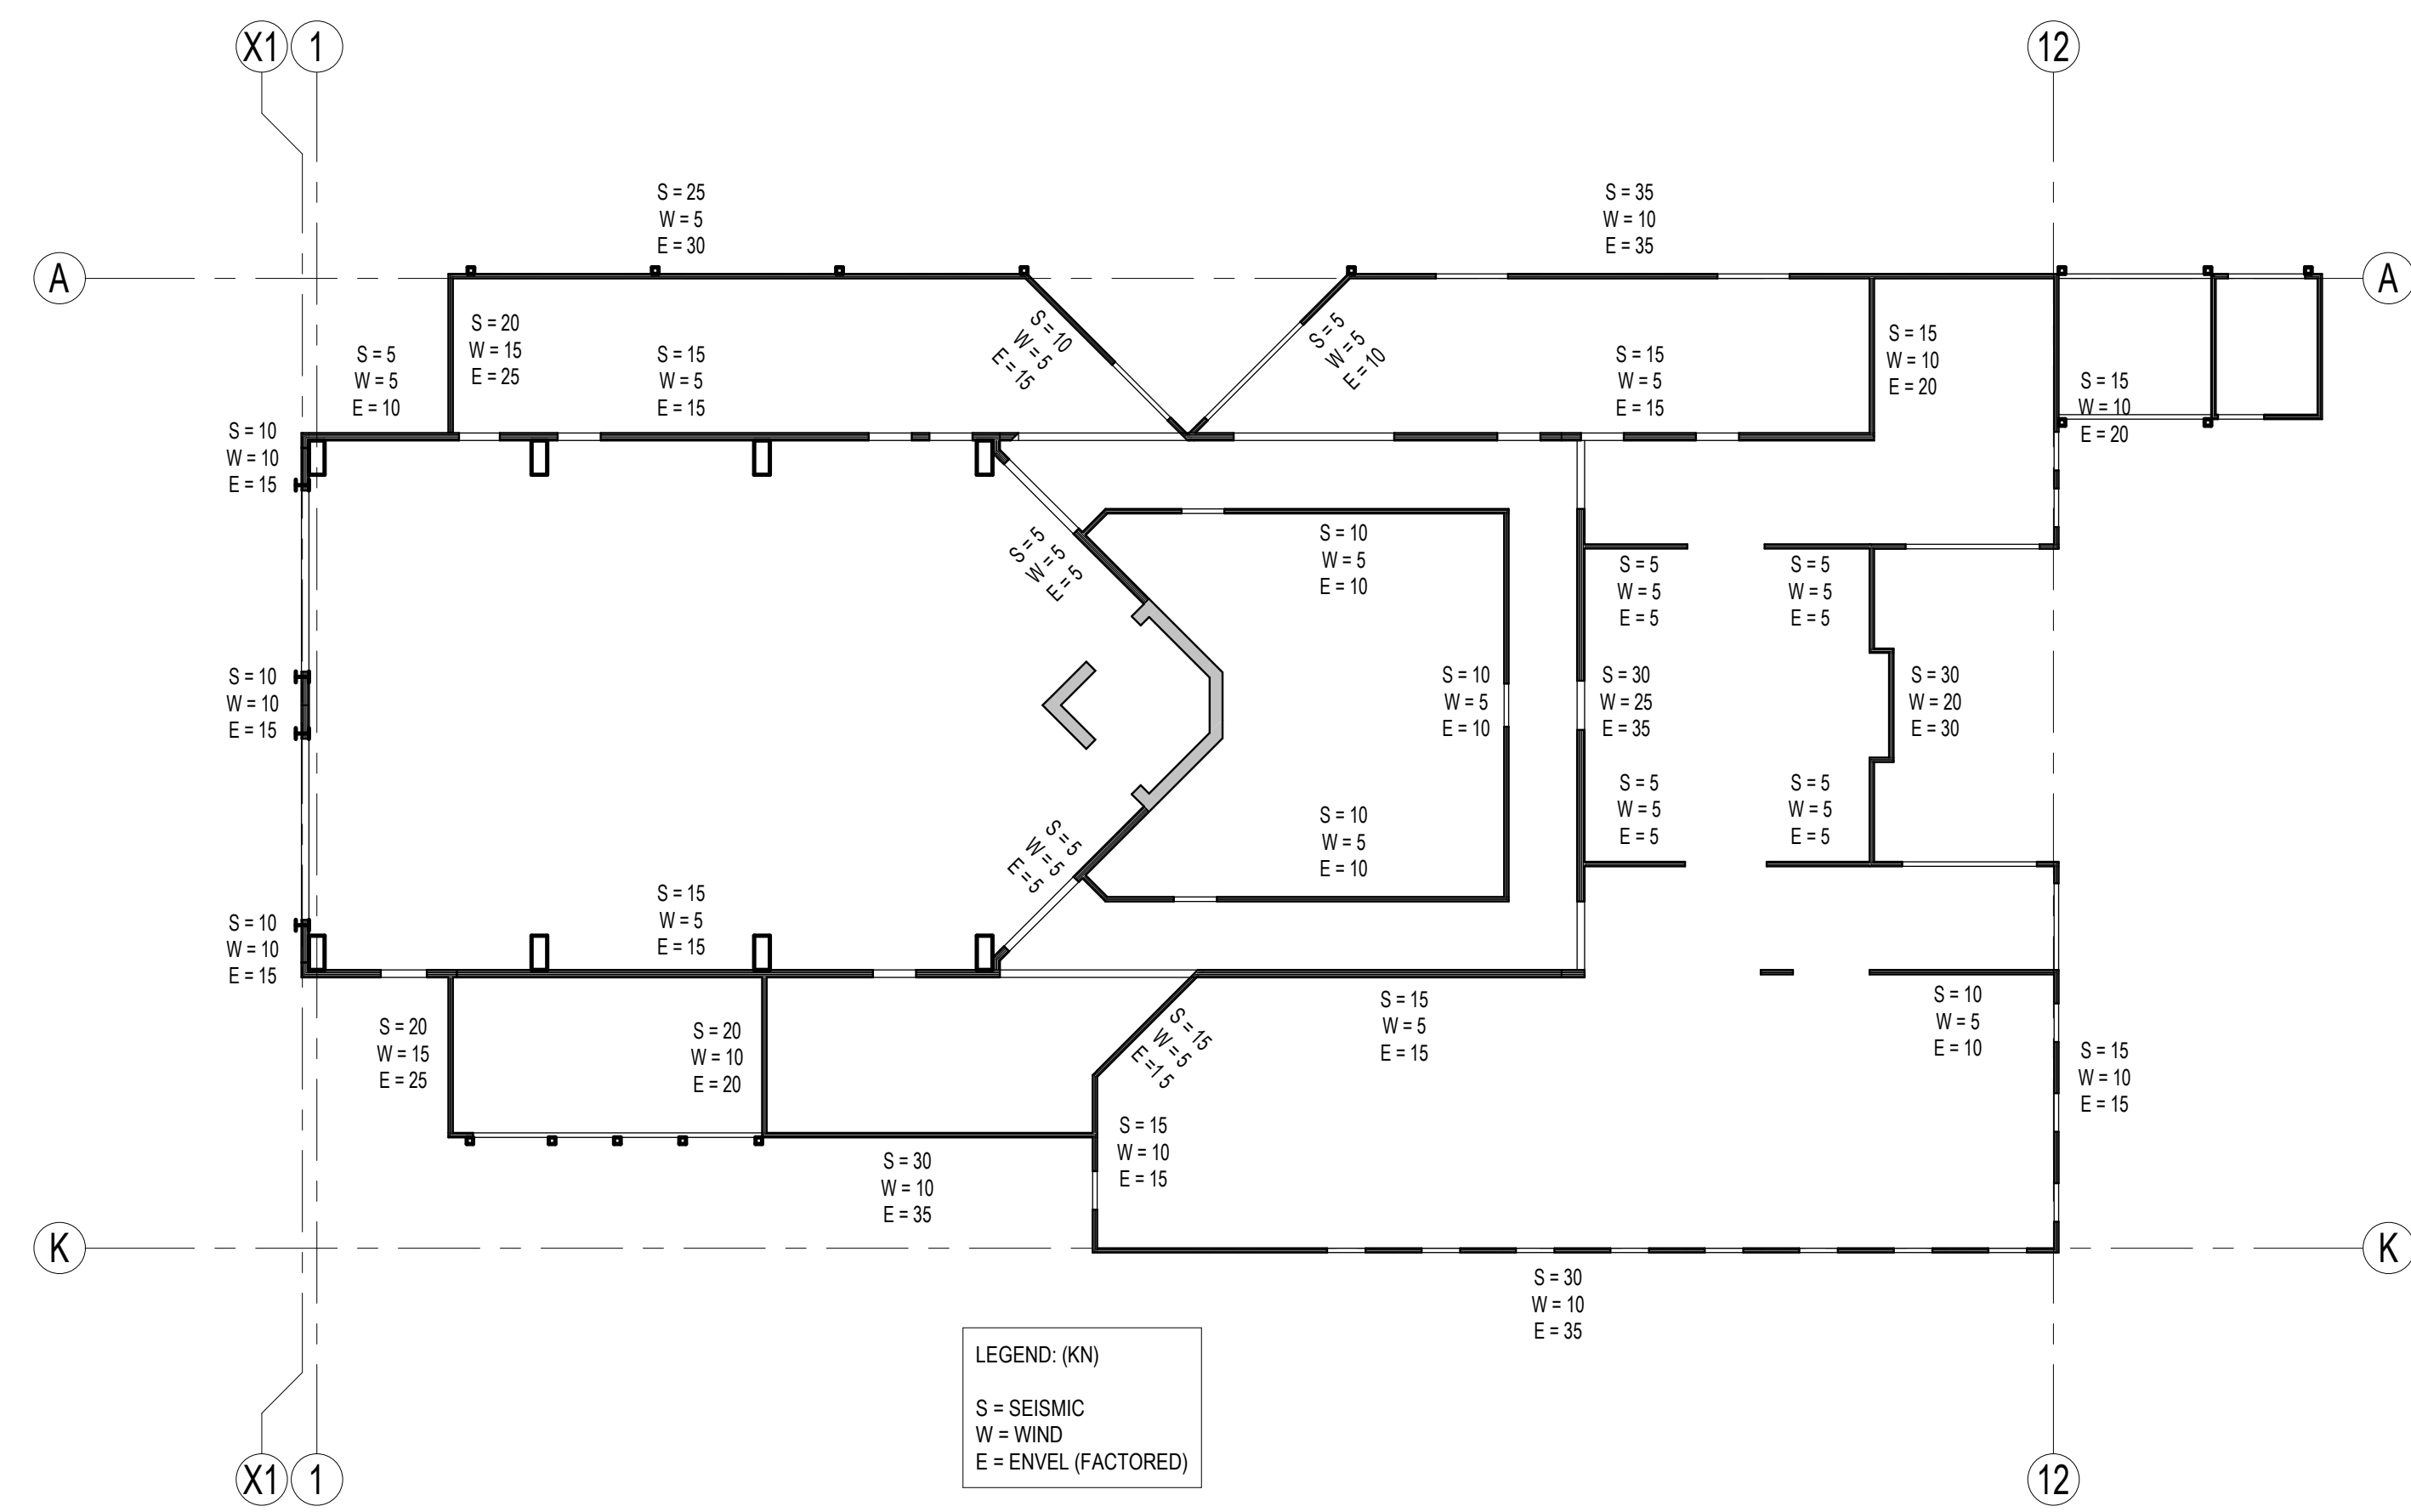 X1
1
12
S = 25
W = 5
E = 30
S = 35
W = 10
E = 35
A
A
S = 5
W = 5
E = 10
S = 20
W = 15
E = 25
S = 15
W = 5
E = 15
S = 10
W = 5
E = 15
S = 5
W = 5
E = 10
S = 15
W = 5
E = 15
S = 15
W = 10
E = 20
S = 15
W = 10
E = 20
S = 10
W = 10
E = 15
S = 5
W = 5
E = 5
S = 10
W = 5
E = 10
S = 5
W = 5
E = 5
S = 5
W = 5
E = 5
S = 10
W = 10
E = 15
S = 10
W = 5
E = 10
S = 30
W = 25
E = 35
S = 30
W = 20
E = 30
S = 5
W = 5
E = 5
S = 5
W = 5
E = 5
S = 10
W = 5
E = 10
S = 5
W = 5
E = 5
S = 15
W = 5
E = 15
S = 10
W = 10
E = 15
S = 20
W = 15
E = 25
S = 20
W = 10
E = 20
S = 15
W = 5
E =15
S = 15
W = 5
E = 15
S = 10
W = 5
E = 10
S = 15
W = 10
E = 15
S = 15
W = 10
E = 15
S = 30
W = 10
E = 35
K
K
S = 30
W = 10
E = 35
LEGEND: (KN)
S = SEISMIC
W = WIND
E = ENVEL (FACTORED)
X1
1
12